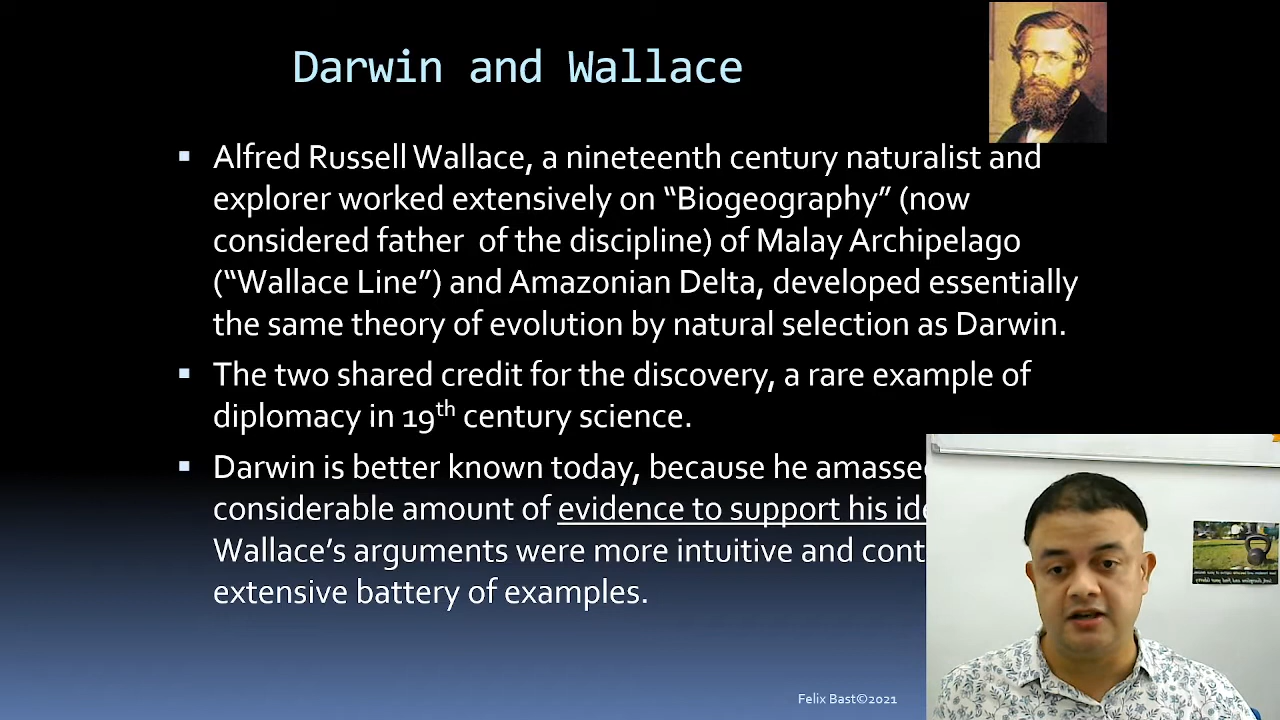 Darwin and Wallace
▪ Alfred Russell Wallace, a nineteenth century naturalist and
explorer worked extensively on “Biogeography” (now
considered father of the discipline) of Malay Archipelago
(“Wallace Line”) and Amazonian Delta, developed essentially
the same theory of evolution by natural selection as Darwin.
▪ The two shared credit for the discovery, a rare example of
diplomacy in 19th century science.
▪ Darwin is better known today, because he amassed
considerable amount of evidence to support his
Wallace’s arguments were more intuitive and
extensive battery of examples.
Felix Bast©2021